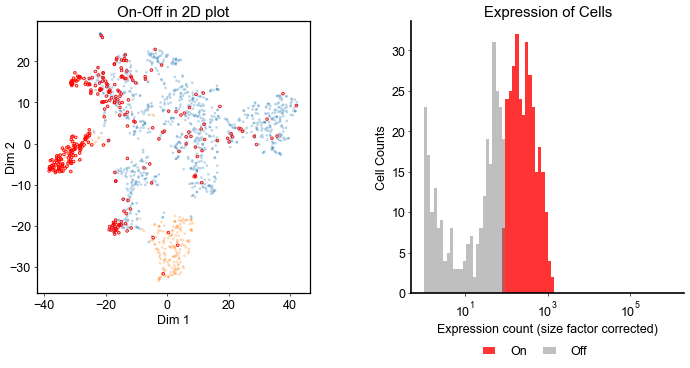 On-Off in 2D plot
Dim 2
20
10
0
−10
−20
−30
−40
−20
0
20
40
Dim 1
Expression of Cells
Cell Counts
30
25
20
15
10
5
0
10^1
10^3
10^5
Expression count (size factor corrected)
On
Off